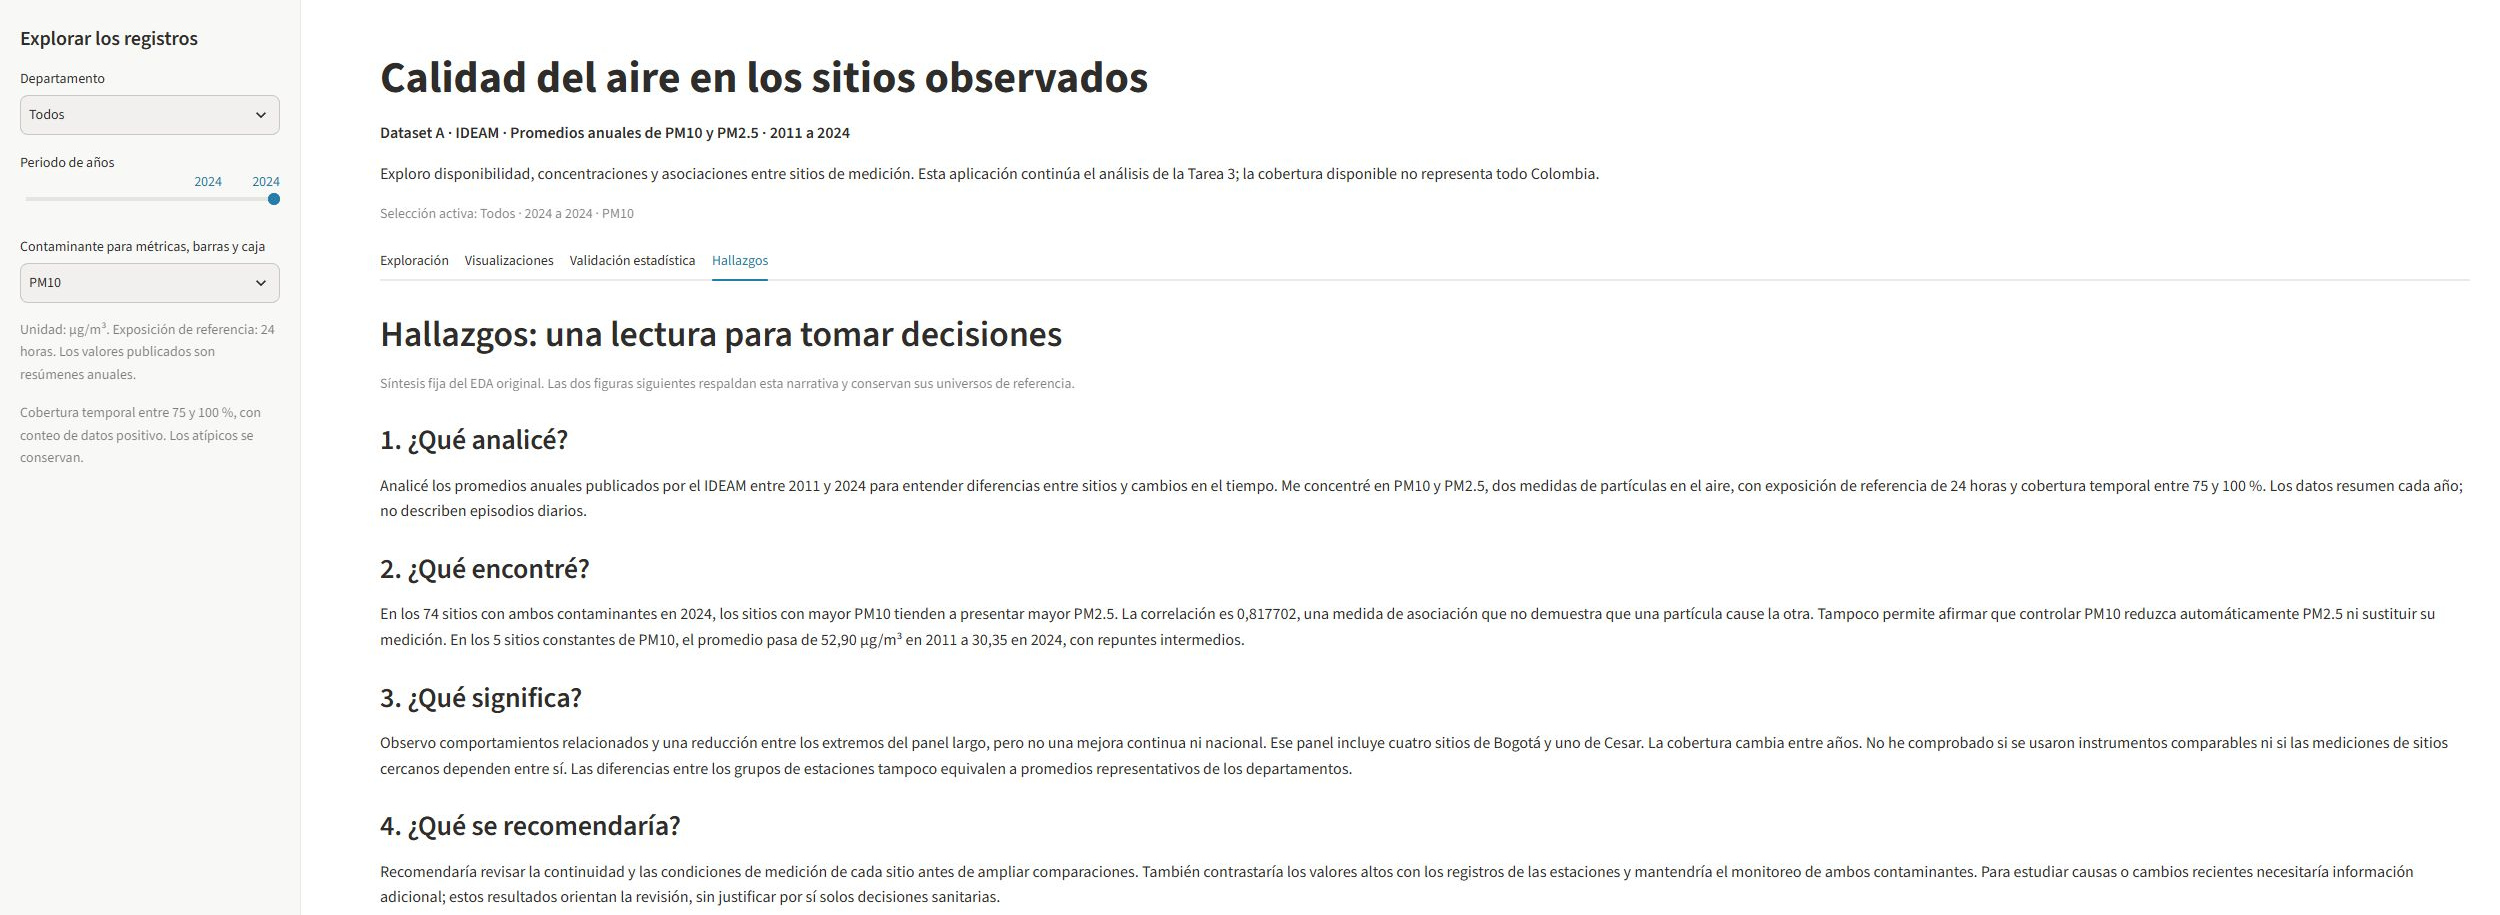 Explorar los registros
Departamento
Todos
Periodo de años
2024 2024
Contaminante para métricas, barras y caja
PM10
Unidad: µg/m³. Exposición de referencia: 24
horas. Los valores publicados son
resúmenes anuales.
Cobertura temporal entre 75 y 100 %, con
conteo de datos positivo. Los atípicos se
conservan.
Calidad del aire en los sitios observados
Dataset A · IDEAM · Promedios anuales de PM10 y PM2.5 · 2011 a 2024
Exploro disponibilidad, concentraciones y asociaciones entre sitios de medición. Esta aplicación continúa el análisis de la Tarea 3; la cobertura disponible no representa todo Colombia.
Selección activa: Todos · 2024 a 2024 · PM10
Exploración Visualizaciones Validación estadística Hallazgos
Hallazgos: una lectura para tomar decisiones
Síntesis fija del EDA original. Las dos figuras siguientes respaldan esta narrativa y conservan sus universos de referencia.
1. ¿Qué analicé?
Analicé los promedios anuales publicados por el IDEAM entre 2011 y 2024 para entender diferencias entre sitios y cambios en el tiempo. Me concentré en PM10 y PM2.5, dos medidas de partículas en el aire, con exposición de referencia de 24 horas y cobertura temporal entre 75 y 100 %. Los datos resumen cada año;
no describen episodios diarios.
2. ¿Qué encontré?
En los 74 sitios con ambos contaminantes en 2024, los sitios con mayor PM10 tienden a presentar mayor PM2.5. La correlación es 0,817702, una medida de asociación que no demuestra que una partícula cause la otra. Tampoco permite afirmar que controlar PM10 reduzca automáticamente PM2.5 ni sustituir su
medición. En los 5 sitios constantes de PM10, el promedio pasa de 52,90 µg/m³ en 2011 a 30,35 en 2024, con repuntes intermedios.
3. ¿Qué significa?
Observo comportamientos relacionados y una reducción entre los extremos del panel largo, pero no una mejora continua ni nacional. Ese panel incluye cuatro sitios de Bogotá y uno de Cesar. La cobertura cambia entre años. No he comprobado si se usaron instrumentos comparables ni si las mediciones de sitios
cercanos dependen entre sí. Las diferencias entre los grupos de estaciones tampoco equivalen a promedios representativos de los departamentos.
4. ¿Qué se recomendaría?
Recomendaría revisar la continuidad y las condiciones de medición de cada sitio antes de ampliar comparaciones. También contrastaría los valores altos con los registros de las estaciones y mantendría el monitoreo de ambos contaminantes. Para estudiar causas o cambios recientes necesitaría información
adicional; estos resultados orientan la revisión, sin justificar por sí solos decisiones sanitarias.